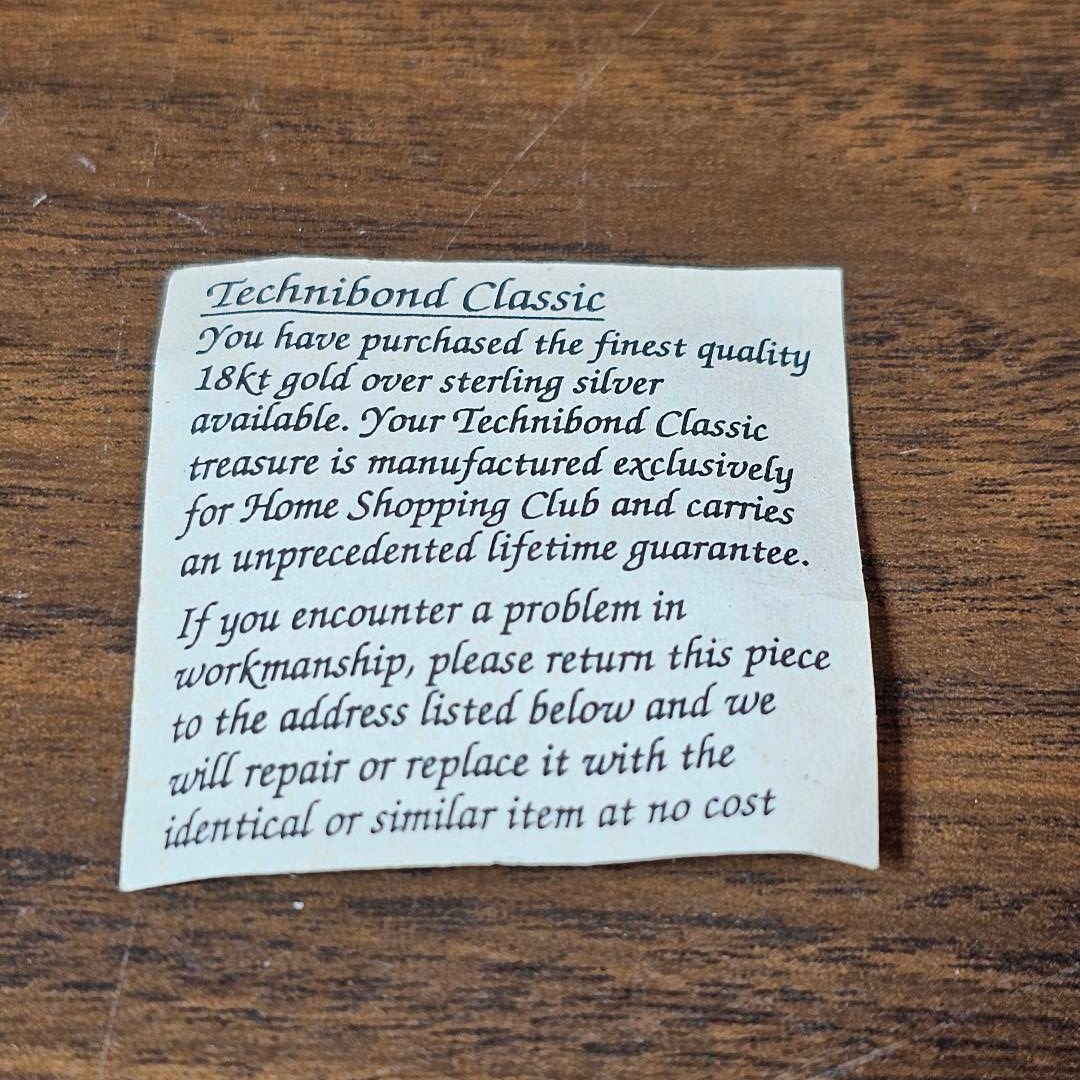 Technibond Classic
You have purchased the finest quality
18kt gold over sterling silver
available. Your Technibond Classic
treasure is manufactured exclusively
for Home Shopping Club and carries
an unprecedented lifetime guarantee.
If you encounter a problem in
workmanship, please return this piece
to the address listed below and we
will repair or replace it with the
identical or similar item at no cost